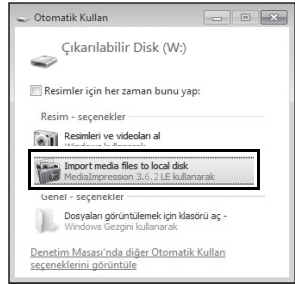 Otomatik Kullan
Çıkarılabilir Disk (W:)
Resimler için her zaman bunu yap:
Resim - seçenekler
Resimleri ve videoları al
Windows kullanarak
Import media files to local disk
MediaImpression 3.6.2 LE kullanarak
Genel - seçenekler
Dosyaları görüntülemek için klasörü aç -
Windows Gezgini kullanarak
Denetim Masası'nda diğer Otomatik Kullan
seçeneklerini görüntüle